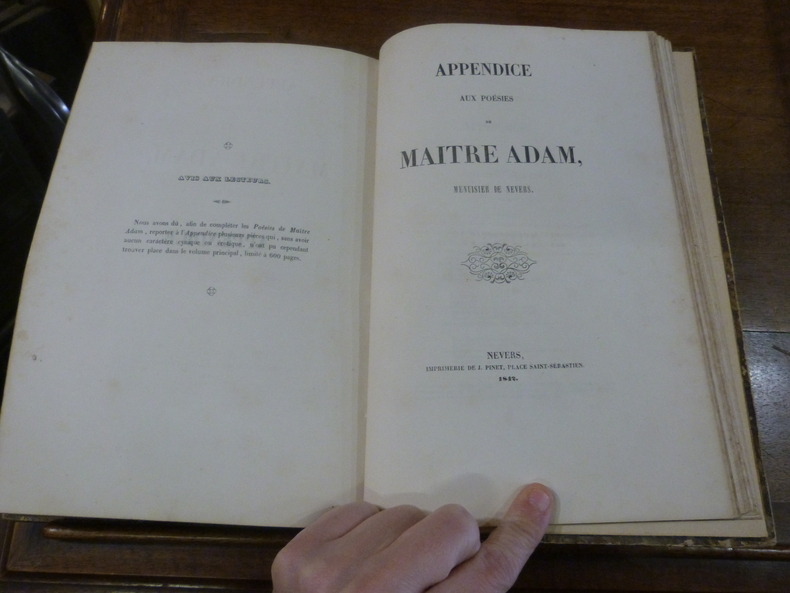 AVIS AUX LECTEURS.
Nous avons dû, afin de compléter les Poésies de Maître
Adam, reporter à l'Appendice plusieurs pièces qui, sans avoir
aucun caractère cynique ou érotique, n'ont pu cependant
trouver place dans le volume principal, limité à 600 pages.
APPENDICE
AUX POÉSIES
DE
MAITRE ADAM,
MENUISIER DE NEVERS.
NEVERS,
IMPRIMERIE DE I. PINET, PLACE SAINT-SÉBASTIEN.
1842.